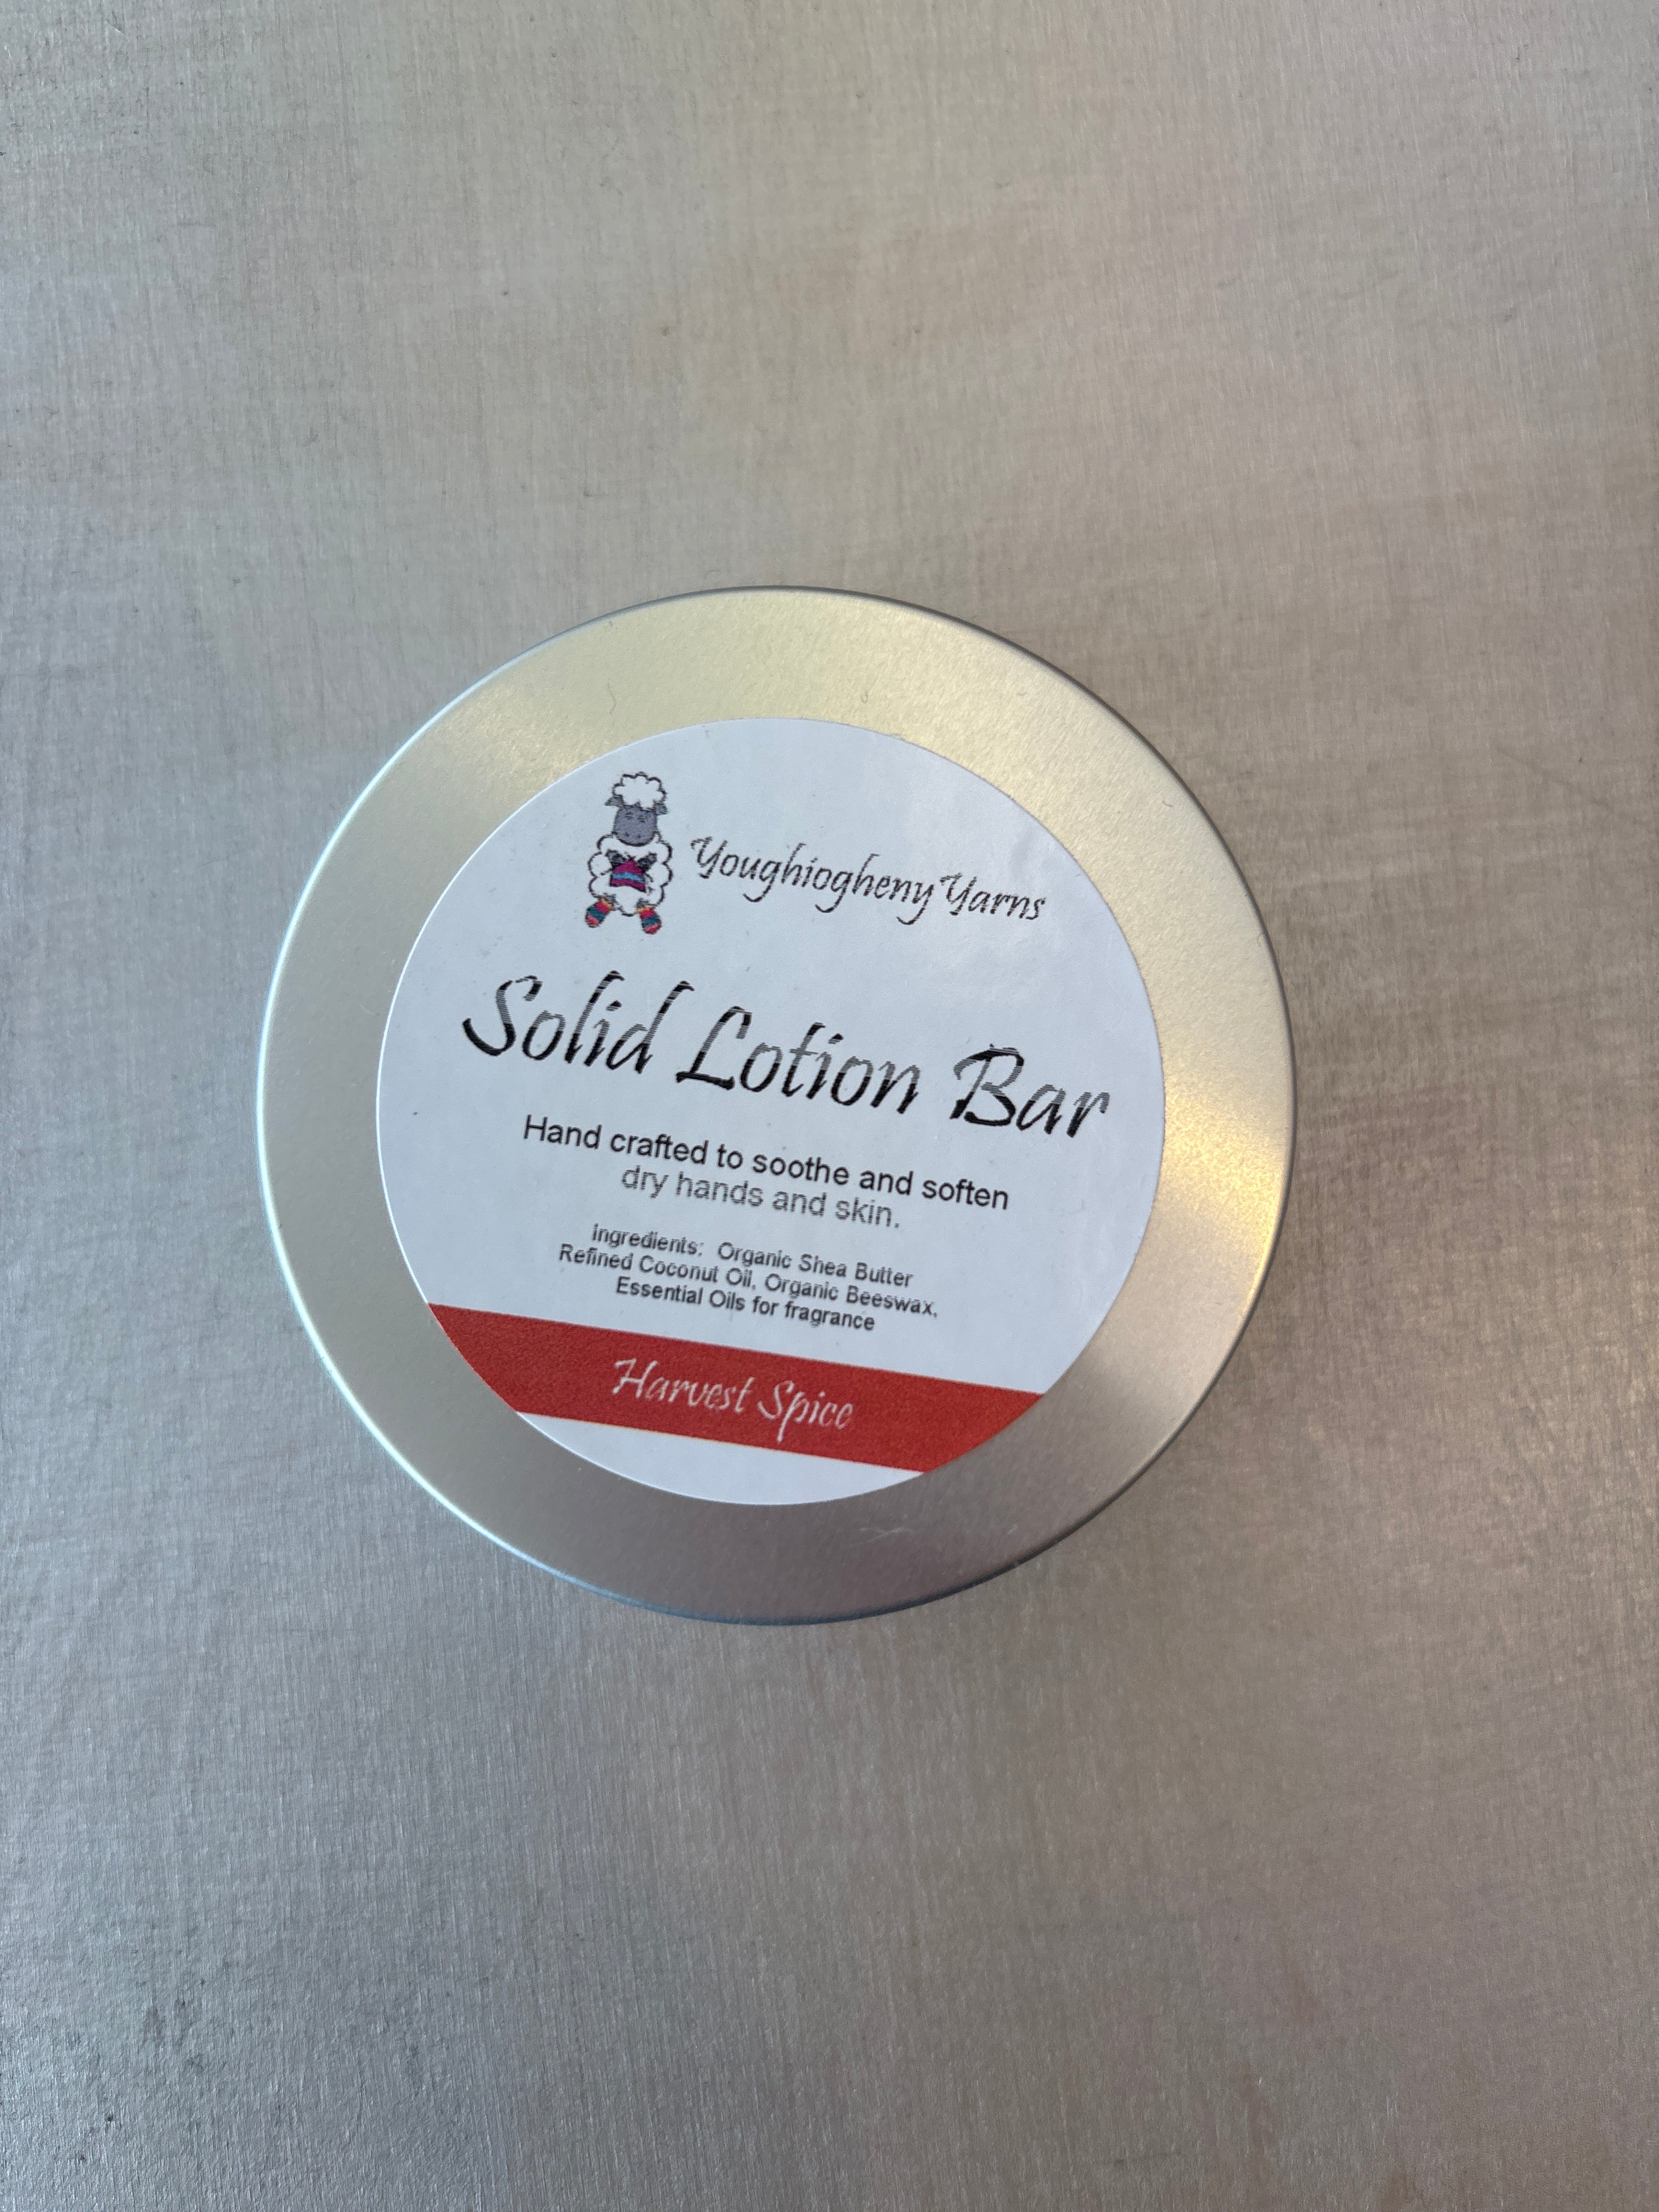 Youghiogheny Yarns
Solid Lotion Bar
Hand crafted to soothe and soften
dry hands and skin.
Ingredients: Organic Shea Butter
Refined Coconut Oil, Organic Beeswax,
Essential Oils for fragrance
Harvest Spice